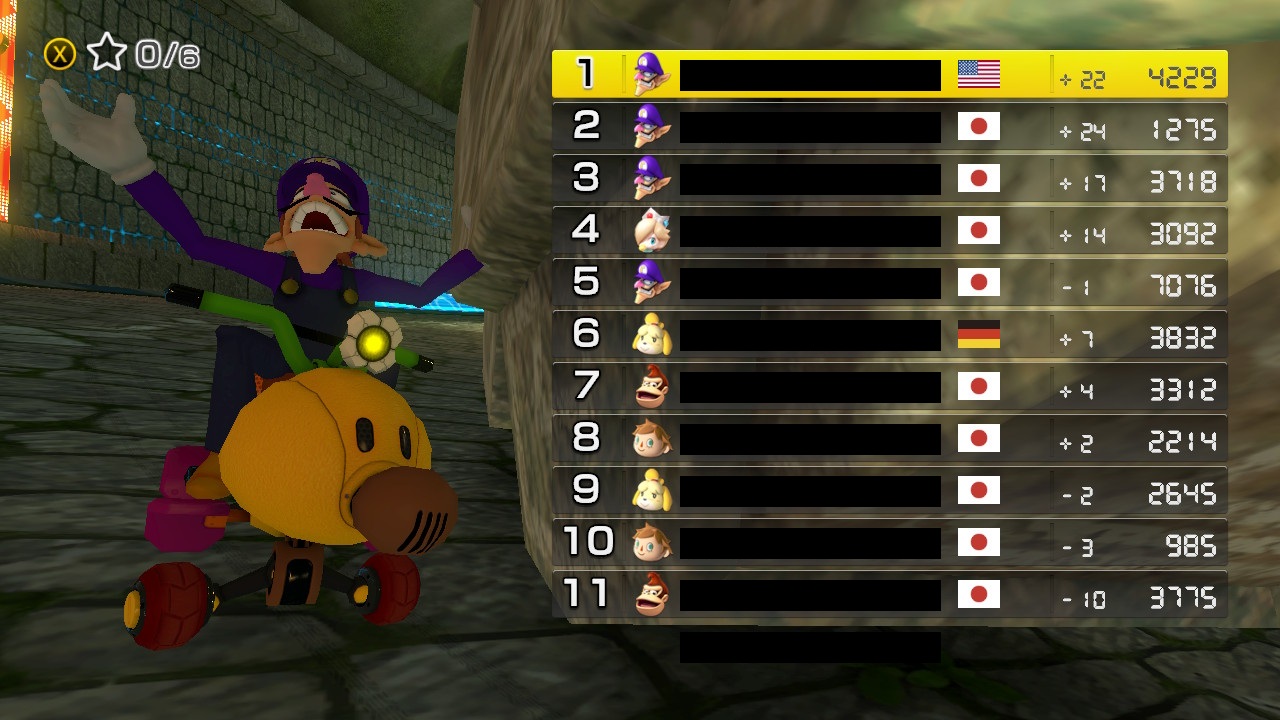 X 0/6
1 + 22 4229
2 + 24 1275
3 + 17 3718
4 + 14 3092
5 - 1 7076
6 + 7 3832
7 + 4 3312
8 + 2 2214
9 - 2 2645
10 - 3 985
11 - 10 3775